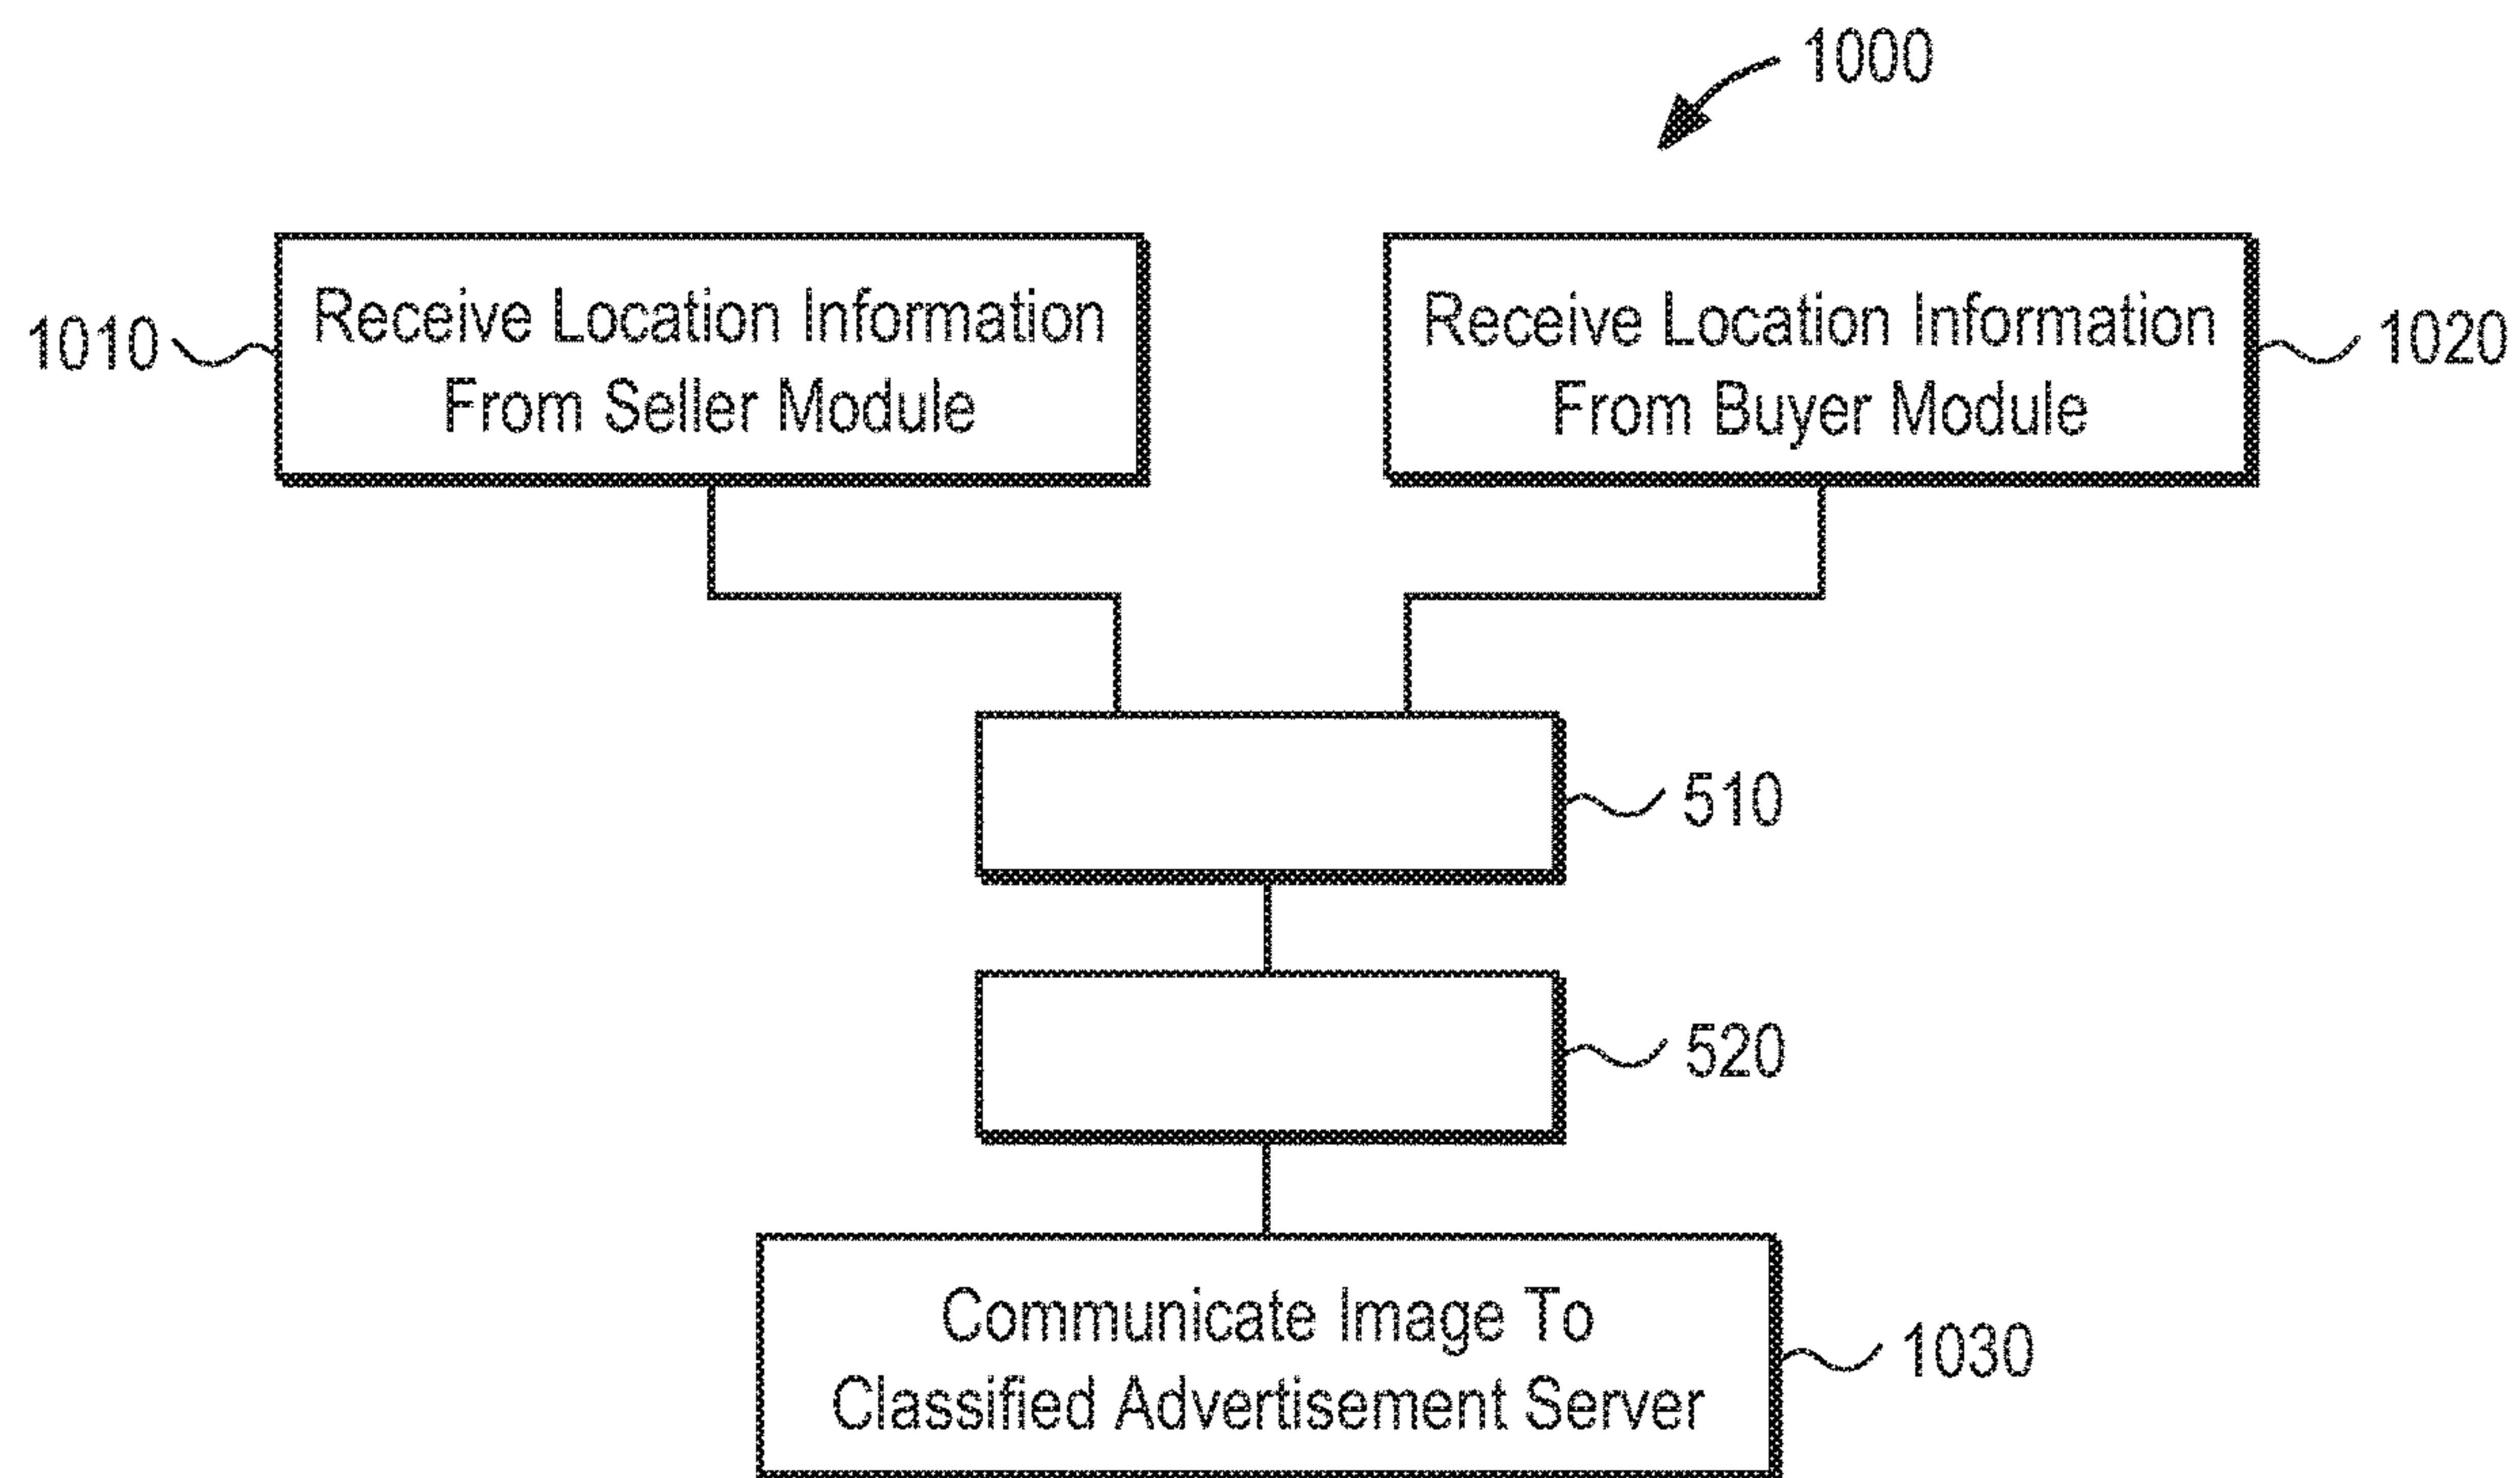 1000
Receive Location Information
From Seller Module
1010
Receive Location Information
From Buyer Module
1020
510
520
Communicate Image To
Classified Advertisement Server
1030